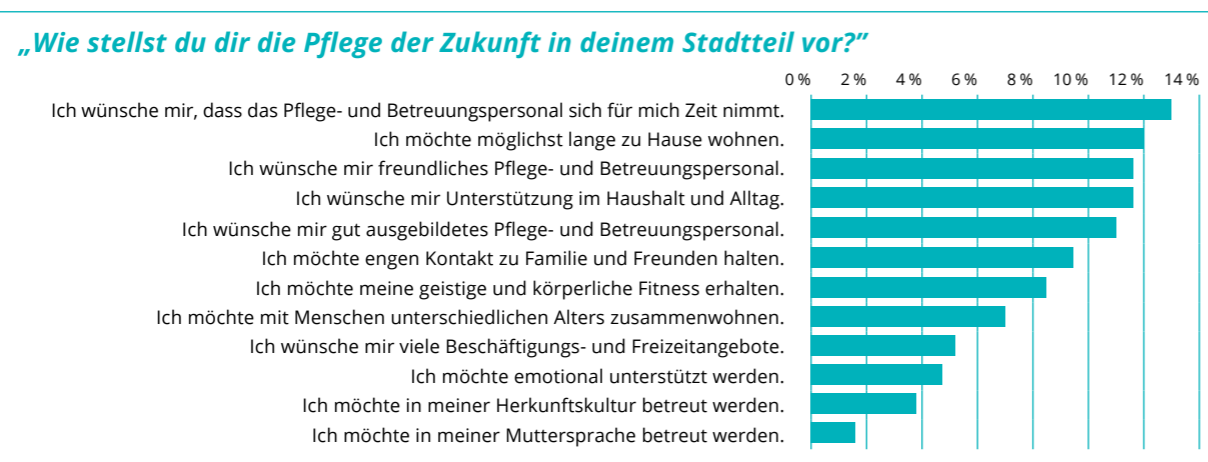 „Wie stellst du dir die Pflege der Zukunft in deinem Stadtteil vor?”
0 % 2 % 4 % 6 % 8 % 10 % 12 % 14 %
Ich wünsche mir, dass das Pflege- und Betreuungspersonal sich für mich Zeit nimmt.
Ich möchte möglichst lange zu Hause wohnen.
Ich wünsche mir freundliches Pflege- und Betreuungspersonal.
Ich wünsche mir Unterstützung im Haushalt und Alltag.
Ich wünsche mir gut ausgebildetes Pflege- und Betreuungspersonal.
Ich möchte engen Kontakt zu Familie und Freunden halten.
Ich möchte meine geistige und körperliche Fitness erhalten.
Ich möchte mit Menschen unterschiedlichen Alters zusammenwohnen.
Ich wünsche mir viele Beschäftigungs- und Freizeitangebote.
Ich möchte emotional unterstützt werden.
Ich möchte in meiner Herkunftskultur betreut werden.
Ich möchte in meiner Muttersprache betreut werden.